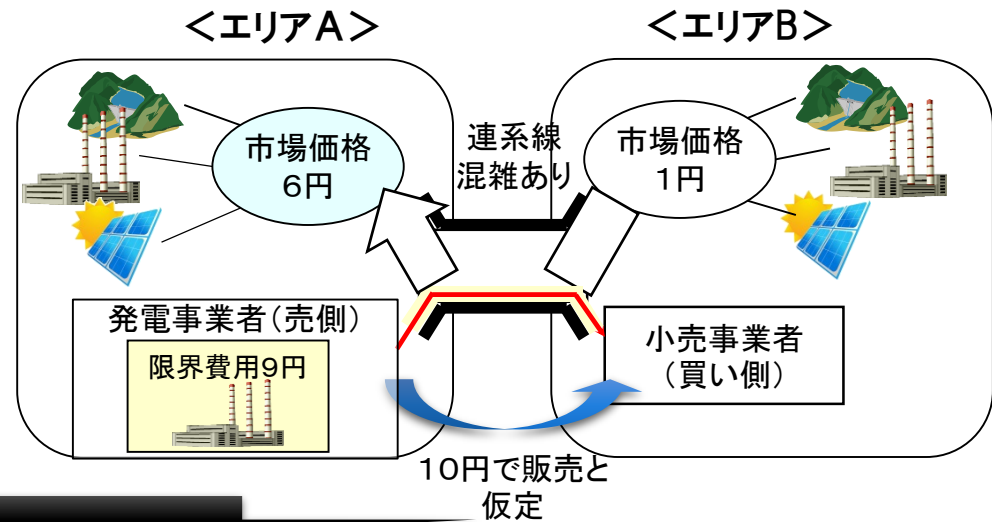 ＜エリアA＞
＜エリアB＞
市場価格
6円
連系線
混雑あり
市場価格
1円
発電事業者（売側）
限界費用9円
小売事業者
（買い側）
10円で販売と
仮定